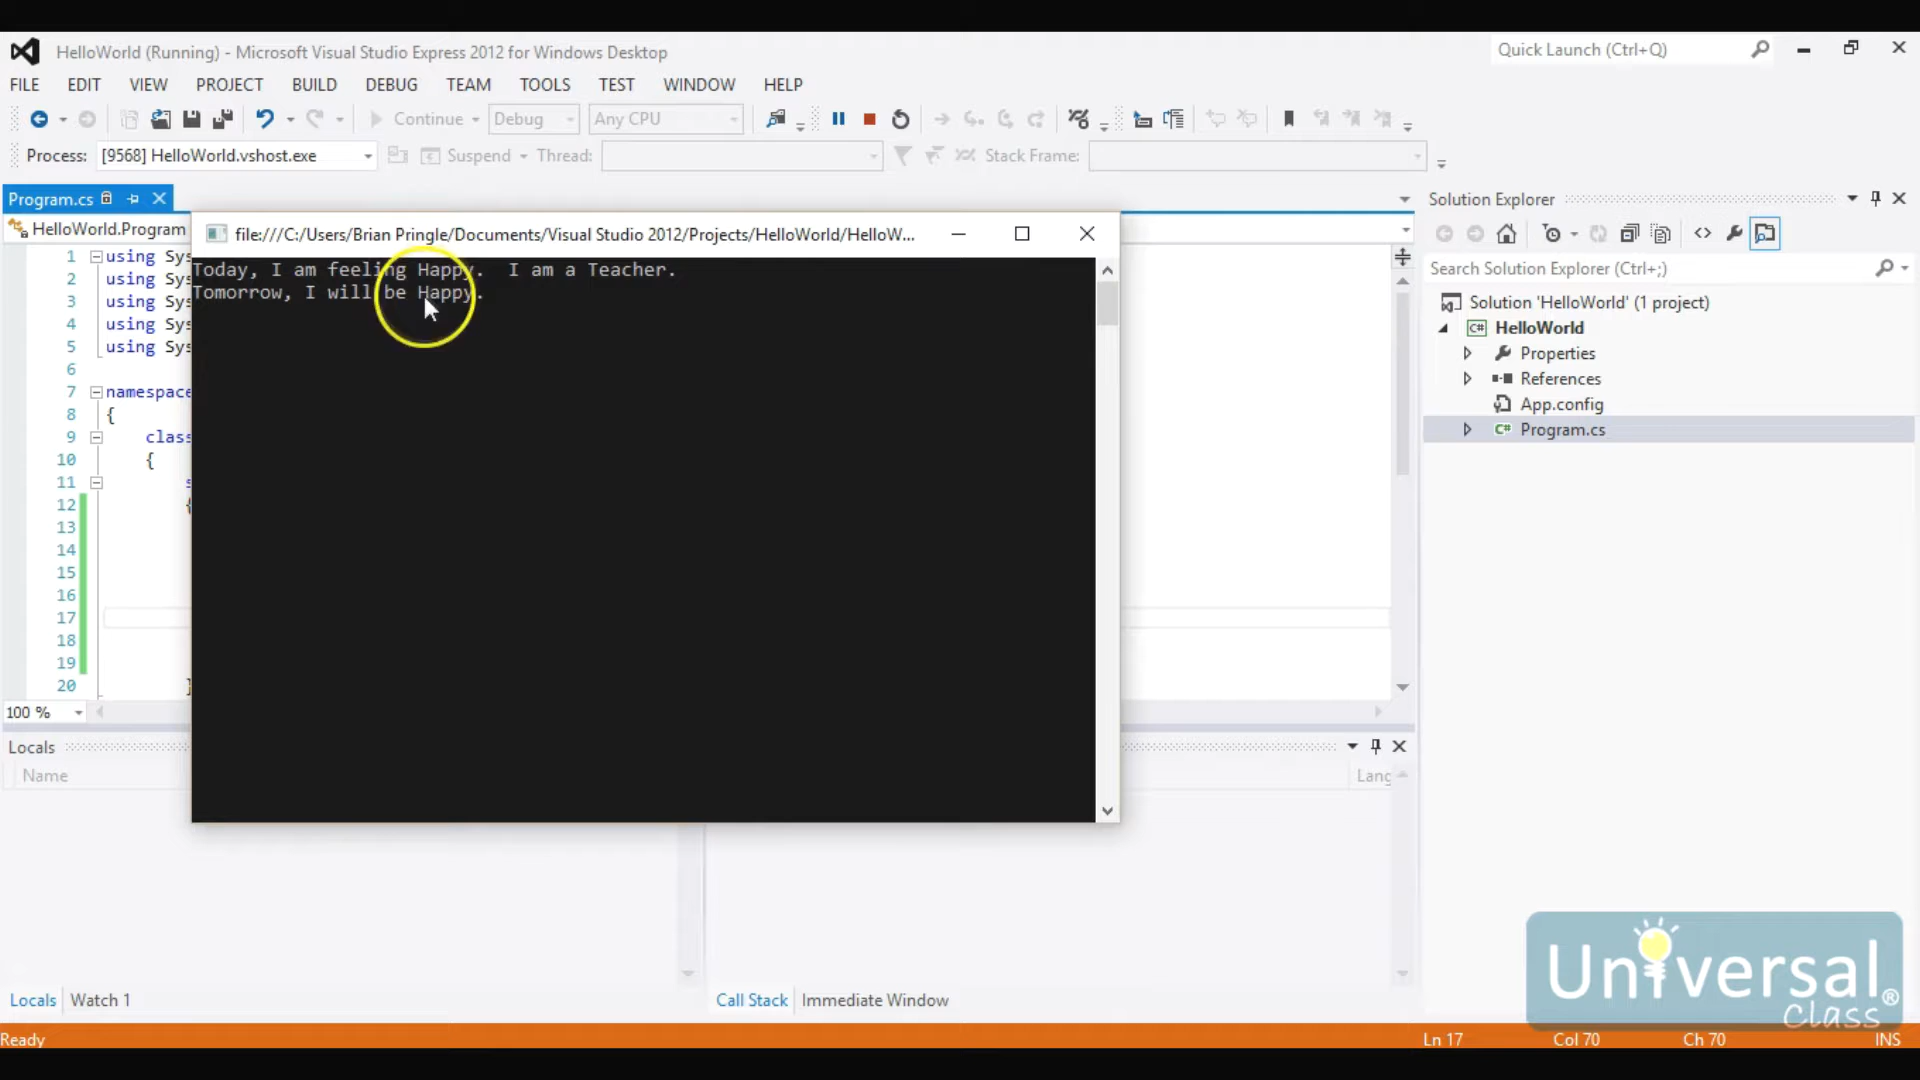 HelloWorld (Running) - Microsoft Visual Studio Express 2012 for Windows Desktop
Quick Launch (Ctrl+Q)
FILE EDIT VIEW PROJECT BUILD DEBUG TEAM TOOLS TEST WINDOW HELP
Continue Debug Any CPU
Process: [9568] HelloWorld.vshost.exe Suspend Thread: Stack Frame:
Program.cs
Solution Explorer
HelloWorld.Program
file:///C:/Users/Brian Pringle/Documents/Visual Studio 2012/Projects/HelloWorld/HelloW...
Today, I am feeling Happy.  I am a Teacher.
Tomorrow, I will be Happy.
1 using Sys
2 using Sys
3 using Sys
4 using Sys
5 using Sys
6
7 namespace
8 {
9 class
10 {
11 s
12 {
13
14
15
16
17
18
19
20 }
Search Solution Explorer (Ctrl+;)
Solution 'HelloWorld' (1 project)
C# HelloWorld
Properties
References
App.config
C# Program.cs
100 %
Locals
Name
Lang
Locals Watch 1
Call Stack Immediate Window
Universal
Class
®
Ready
Ln 17 Col 70 Ch 70 INS